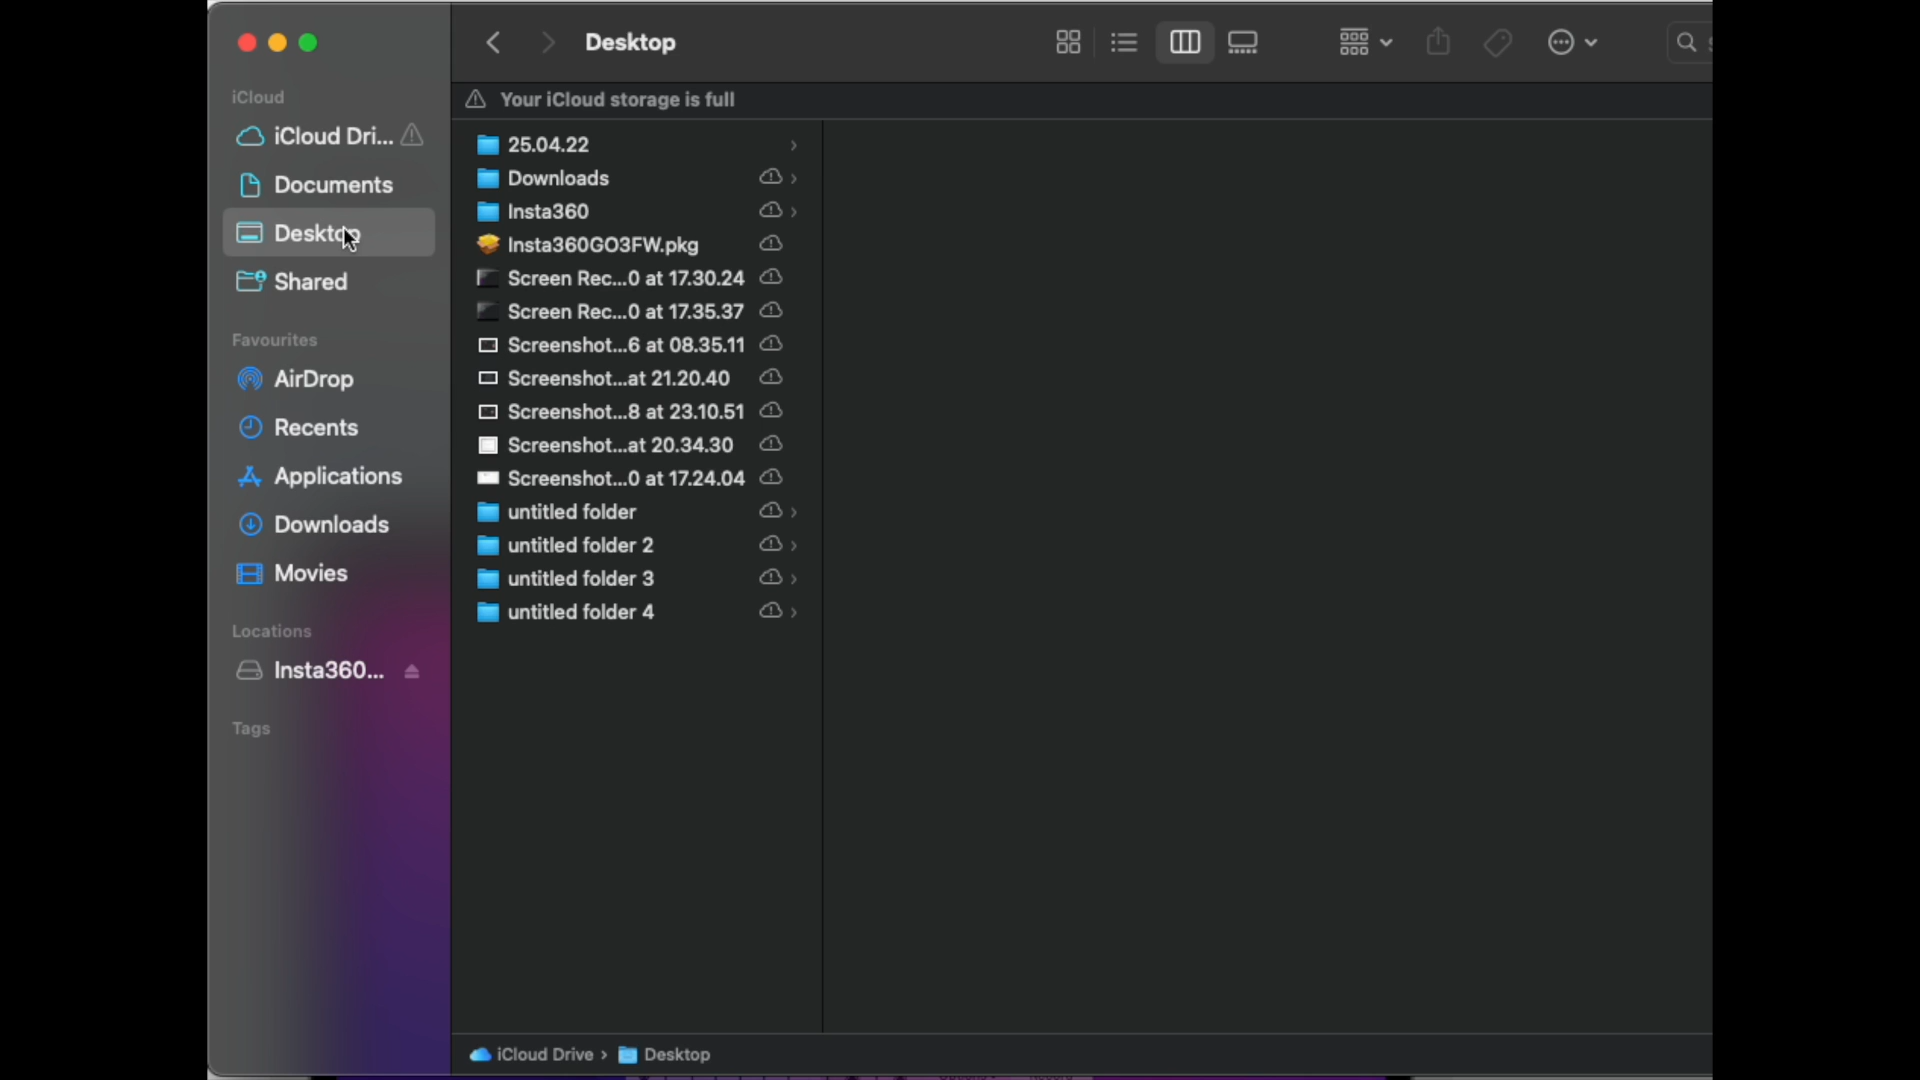 Desktop
iCloud
iCloud Dri...
Documents
Desktop
Shared
Favourites
AirDrop
Recents
Applications
Downloads
Movies
Locations
Insta360...
Tags
Your iCloud storage is full
25.04.22
Downloads
Insta360
Insta360GO3FW.pkg
Screen Rec...0 at 17.30.24
Screen Rec...0 at 17.35.37
Screenshot...6 at 08.35.11
Screenshot...at 21.20.40
Screenshot...8 at 23.10.51
Screenshot...at 20.34.30
Screenshot...0 at 17.24.04
untitled folder
untitled folder 2
untitled folder 3
untitled folder 4
iCloud Drive › Desktop